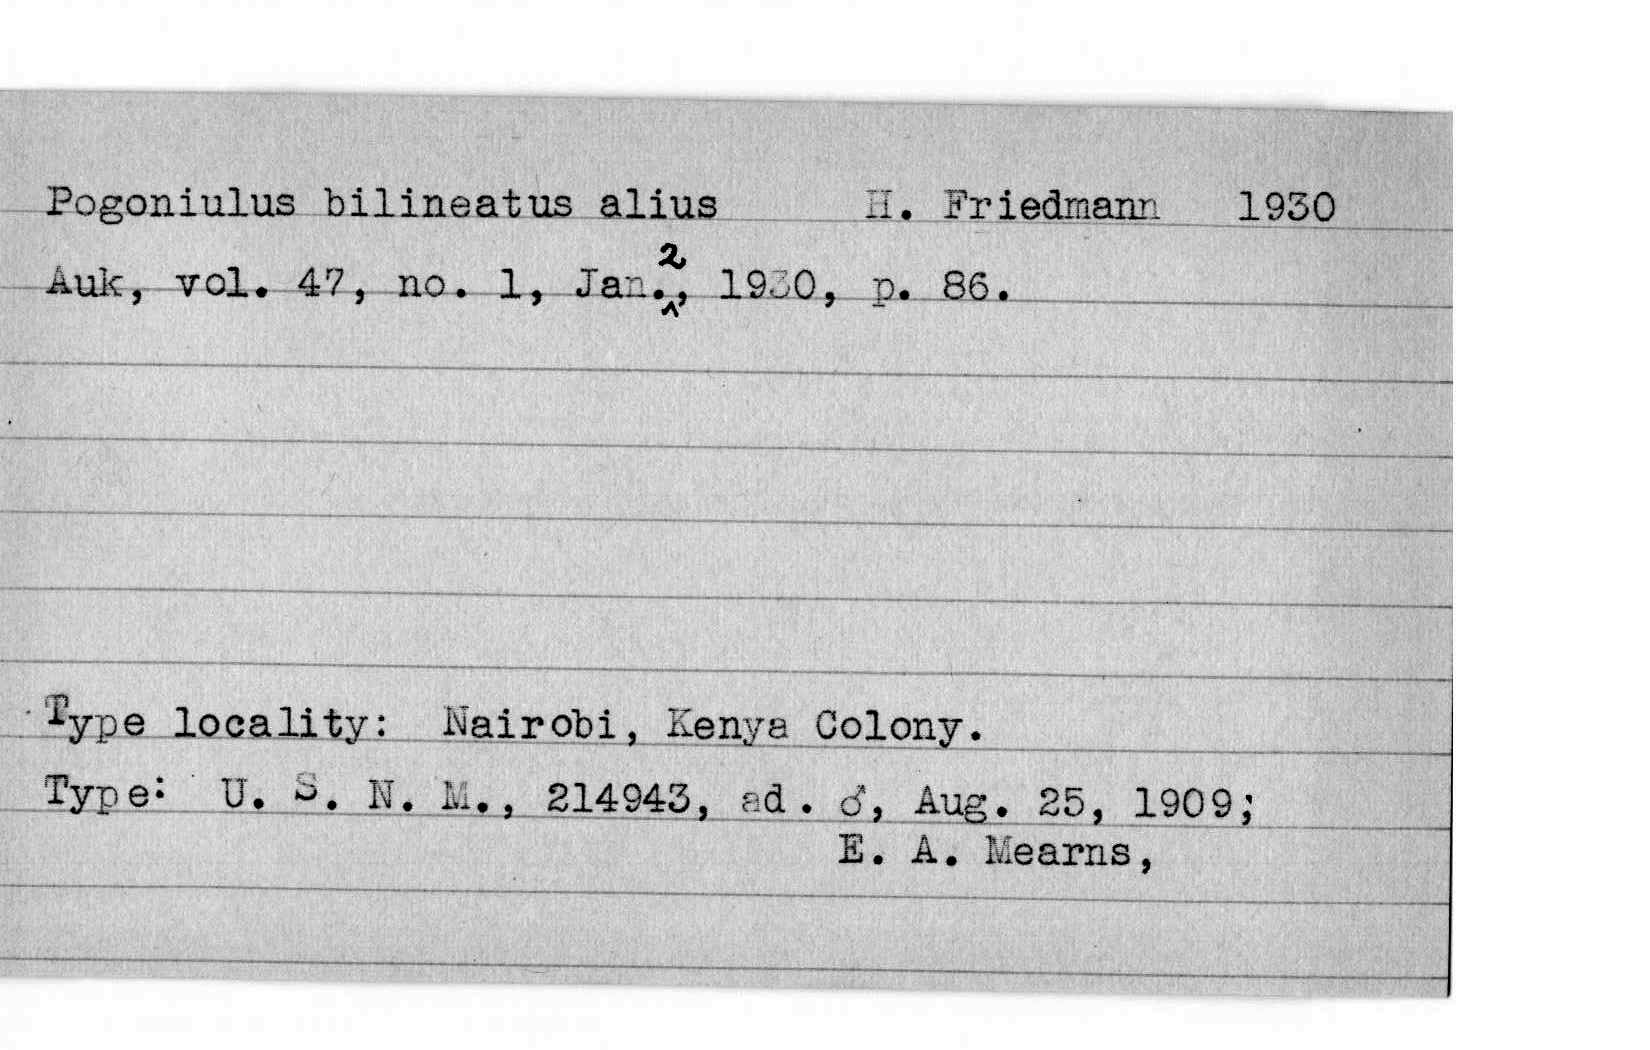 Pogoniulus bilineatus alius H. Friedmann 1930
Auk, vol. 47, no. 1, Jan. 2, 1930, p. 86.
Type locality: Nairobi, Kenya Colony.
Type: U. S. N. M., 214943, ad. ♂, Aug. 25, 1909;
E. A. Mearns,